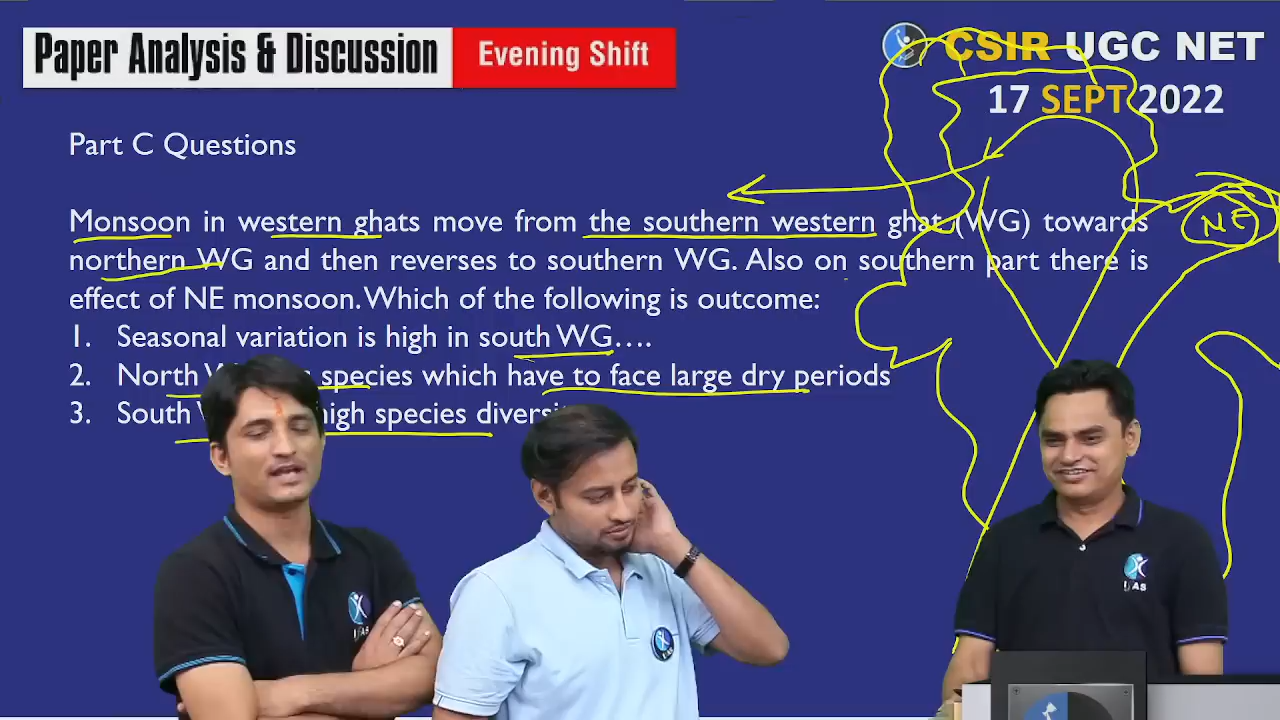 Paper Analysis & Discussion Evening Shift
CSIR UGC NET
17 SEPT 2022
Part C Questions
Monsoon in western ghats move from the southern western ghat (WG) towards
NE
northern WG and then reverses to southern WG. Also on southern part there is
effect of NE monsoon. Which of the following is outcome:
1. Seasonal variation is high in south WG....
2. North species which have to face large dry periods
3. South high species